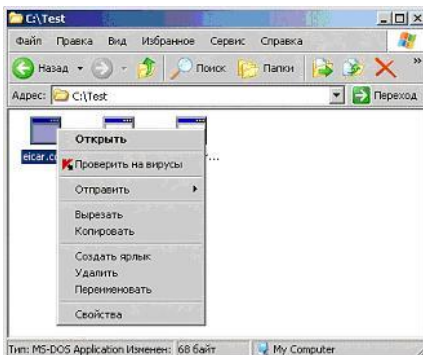 C:\Test
Файл Правка Вид Избранное Сервис Справка
Назад Поиск Папки »
Адрес: C:\Test Переход
eicar.co
...
Открыть
Проверить на вирусы
Отправить
Вырезать
Копировать
Создать ярлык
Удалить
Переименовать
Свойства
Тип: MS-DOS Application Изменен: 68 байт My Computer